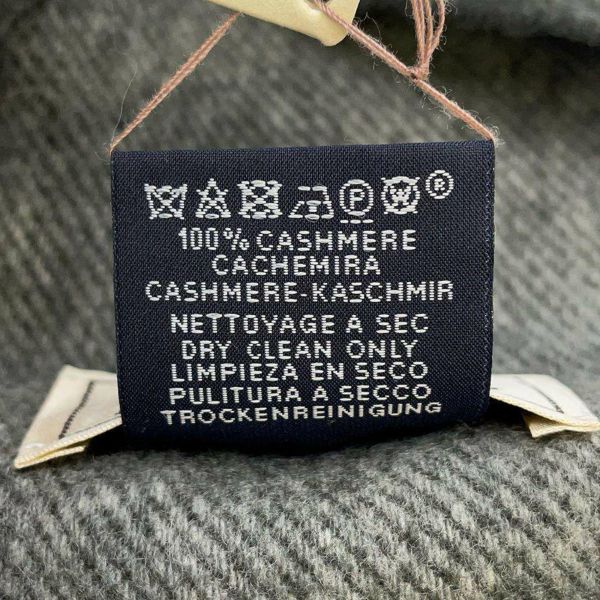 P W ®
100% CASHMERE
CACHEMIRA
CASHMERE-KASCHMIR
NETTOYAGE A SEC
DRY CLEAN ONLY
LIMPIEZA EN SECO
PULITURA A SECCO
TROCKENREINIGUNG